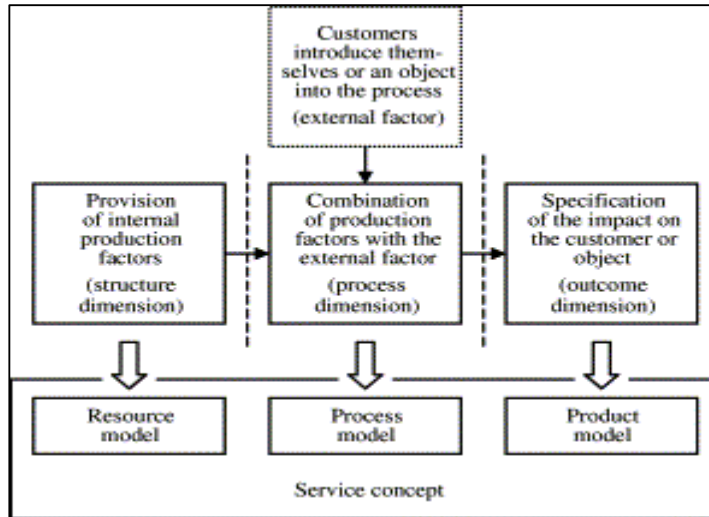 Customers
introduce them-
selves or an object
into the process
(external factor)
Provision
of internal
production
factors
(structure dimension)
Combination
of production
factors with the
external factor
(process
dimension)
Specification
of the impact on
the customer or
object
(outcome
dimension)
Resource
model
Process
model
Product
model
Service concept